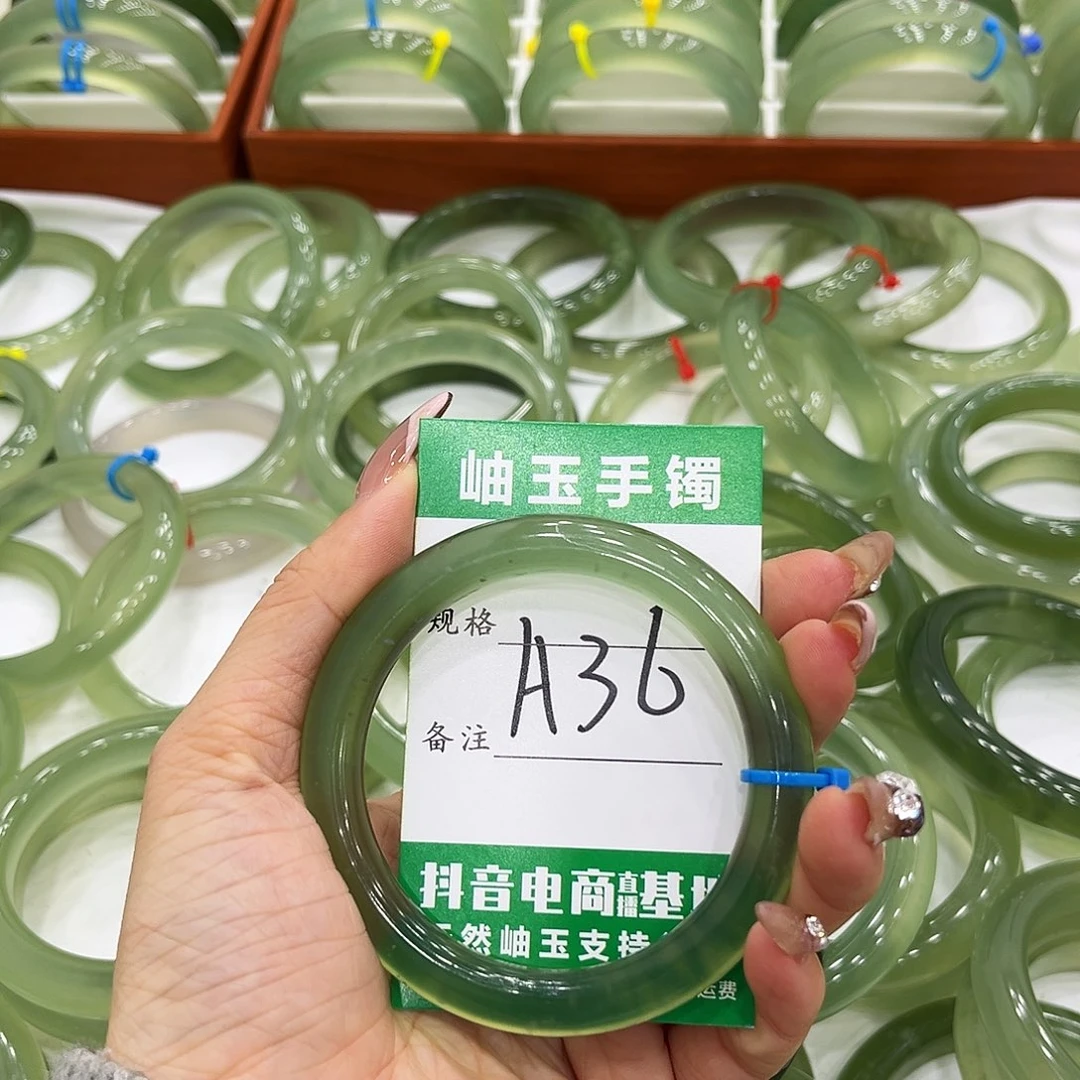 岫玉手镯
规格 A36
备注
抖音电商直播基
然岫玉支持
运费